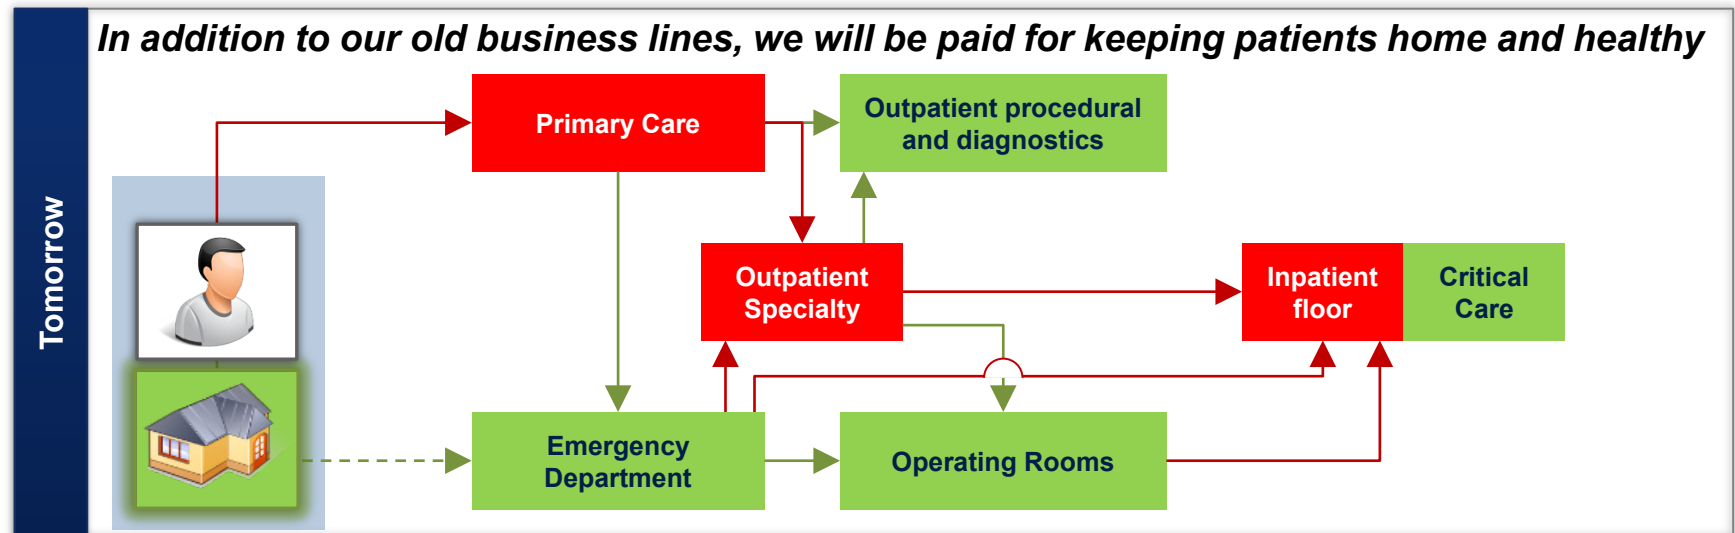 In addition to our old business lines, we will be paid for keeping patients home and healthy
Tomorrow
Primary Care
Outpatient procedural
and diagnostics
Outpatient
Specialty
Inpatient
floor
Critical
Care
Emergency
Department
Operating Rooms